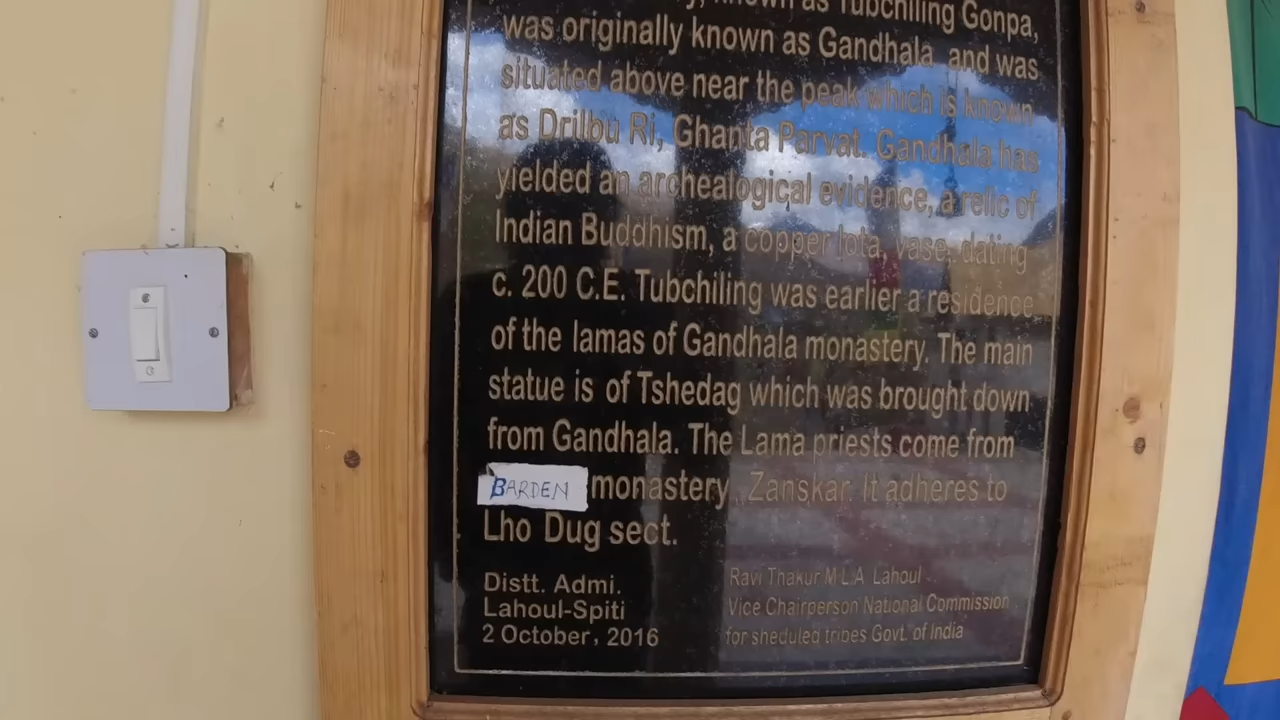 known as Tubchiling Gonpa,
was originally known as Gandhala and was
situated above near the peak which is known
as Drilbu Ri, Ghanta Parvat. Gandhala has
yielded an archealogical evidence, a relic of
Indian Buddhism, a copper lota, vase, dating
c. 200 C.E. Tubchiling was earlier a residence
of the lamas of Gandhala monastery. The main
statue is of Tshedag which was brought down
from Gandhala. The Lama priests come from
BARDEN monastery, Zanskar. It adheres to
Lho Dug sect.
Distt. Admi.
Lahoul-Spiti
2 October, 2016
Ravi Thakur M.L.A Lahoul
Vice Chairperson National Commission
for sheduled tribes Govt. of India